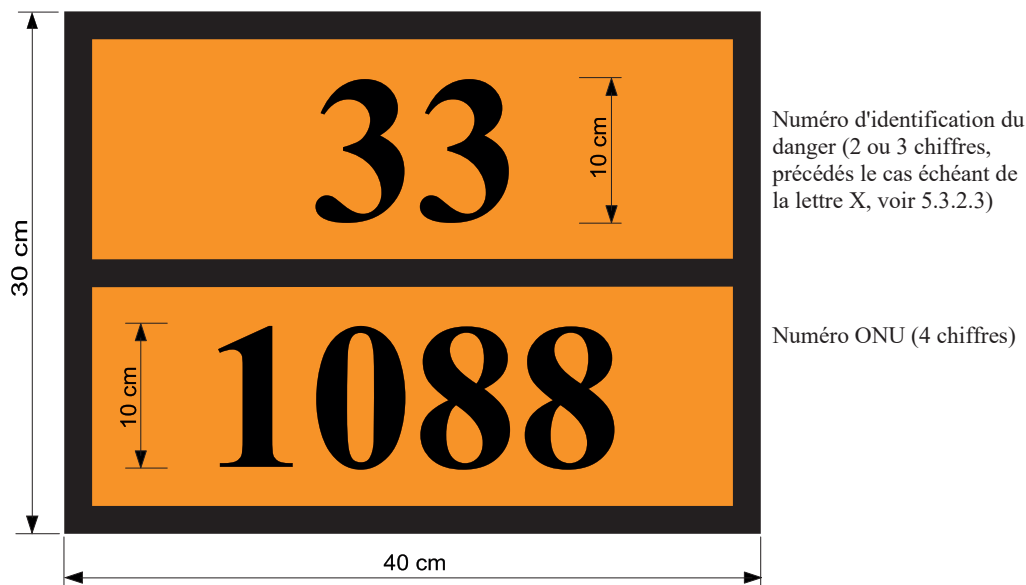 33
10 cm
Numéro d'identification du
danger (2 ou 3 chiffres,
précédés le cas échéant de
la lettre X, voir 5.3.2.3)
30 cm
1088
10 cm
Numéro ONU (4 chiffres)
40 cm